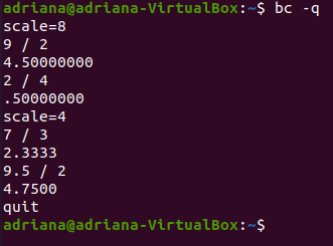 adriana@adriana-VirtualBox:~$ bc -q
scale=8
9 / 2
4.50000000
2 / 4
.50000000
scale=4
7 / 3
2.3333
9.5 / 2
4.7500
quit
adriana@adriana-VirtualBox:~$